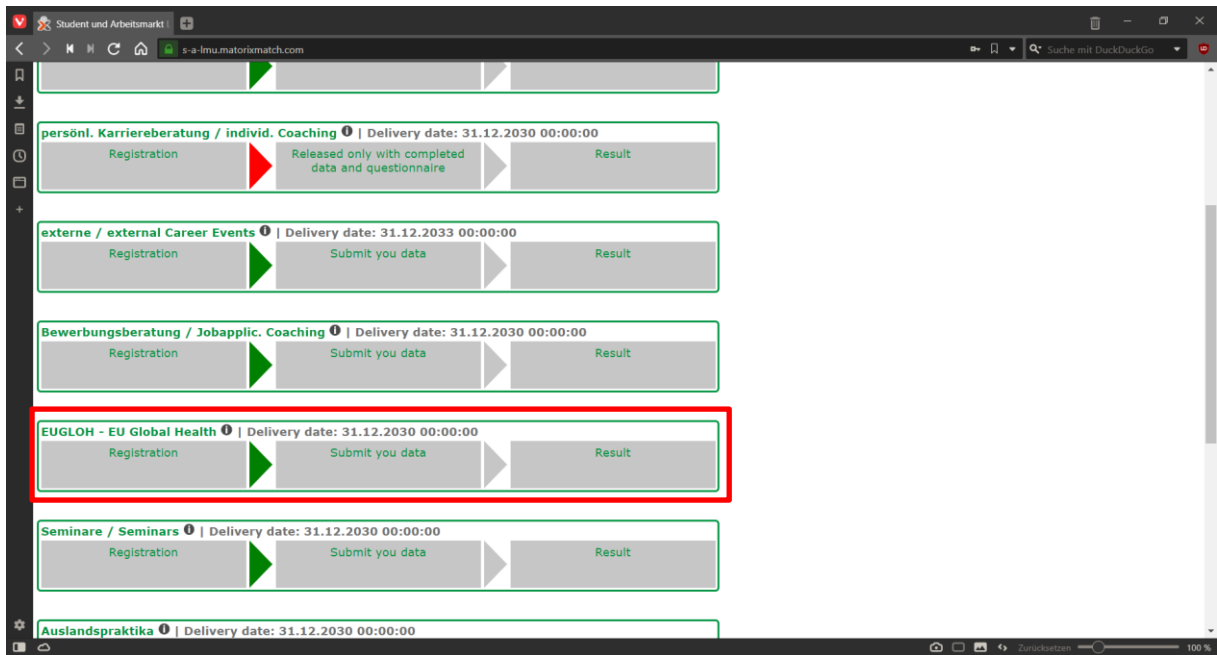 Student und Arbeitsmarkt
s-a-lmu.matorixmatch.com
Suche mit DuckDuckGo
persönl. Karriereberatung / individ. Coaching | Delivery date: 31.12.2030 00:00:00
Registration
Released only with completed
data and questionnaire
Result
externe / external Career Events | Delivery date: 31.12.2033 00:00:00
Registration
Submit you data
Result
Bewerbungsberatung / Jobapplic. Coaching | Delivery date: 31.12.2030 00:00:00
Registration
Submit you data
Result
EUGLOH - EU Global Health | Delivery date: 31.12.2030 00:00:00
Registration
Submit you data
Result
Seminare / Seminars | Delivery date: 31.12.2030 00:00:00
Registration
Submit you data
Result
Auslandspraktika | Delivery date: 31.12.2030 00:00:00
Zurücksetzen
100 %